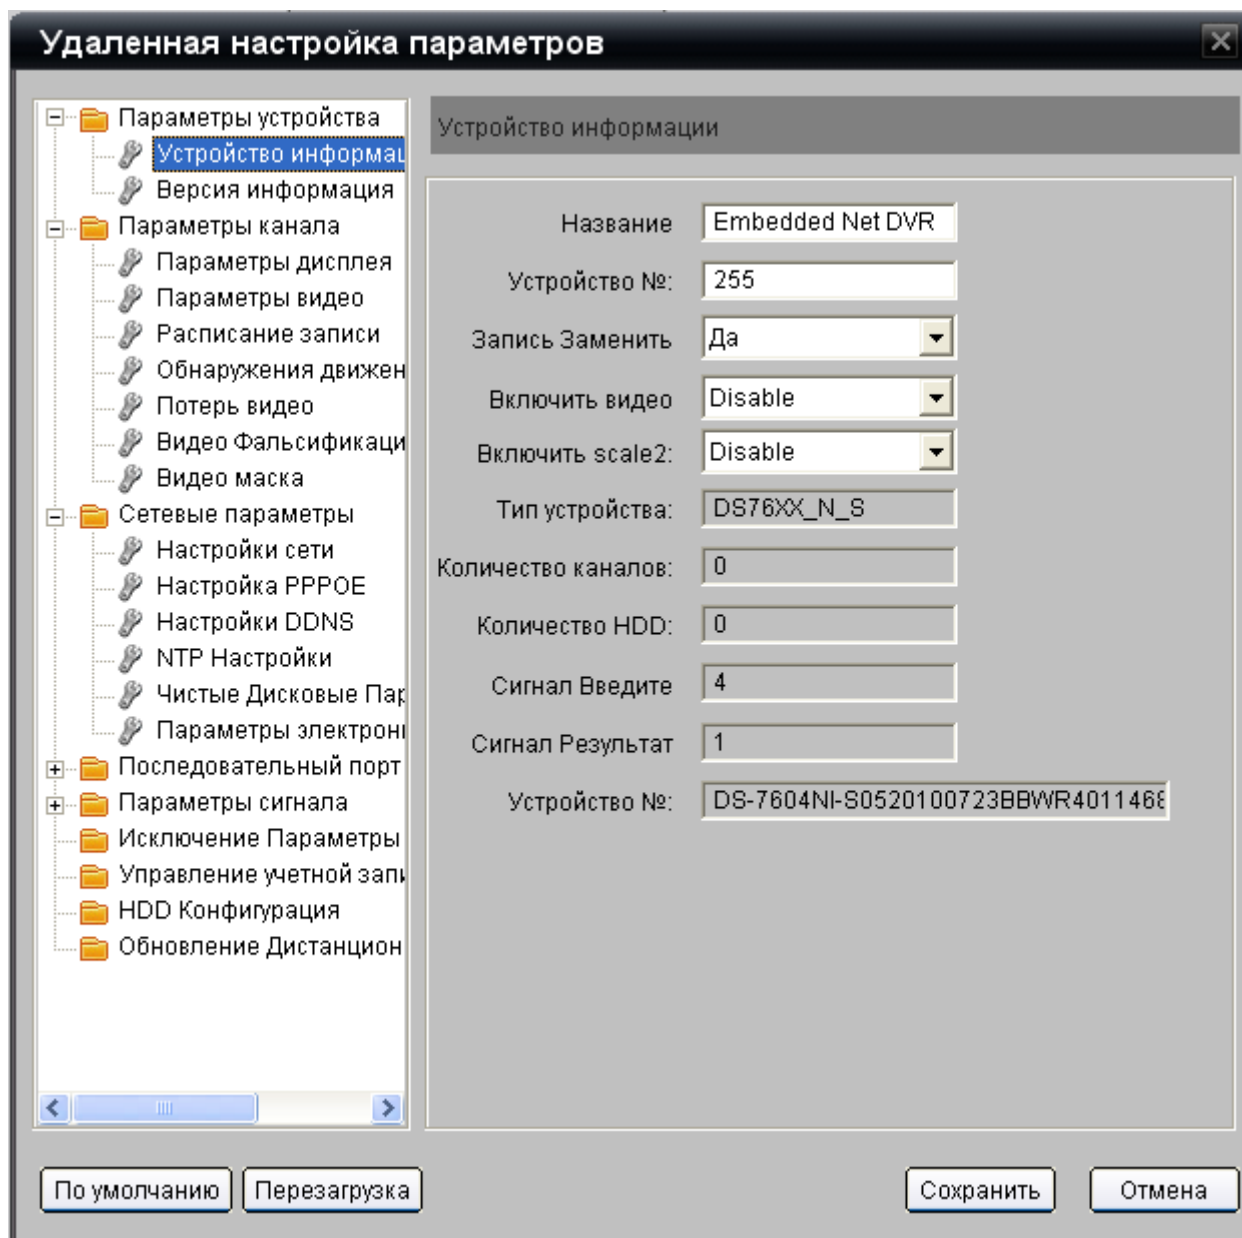 Удаленная настройка параметров
Параметры устройства
Устройство информац
Версия информация
Параметры канала
Параметры дисплея
Параметры видео
Расписание записи
Обнаружения движен
Потерь видео
Видео Фальсификаци
Видео маска
Сетевые параметры
Настройки сети
Настройка PPPOE
Настройки DDNS
NTP Настройки
Чистые Дисковые Пар
Параметры электрон
Последовательный порт
Параметры сигнала
Исключение Параметры
Управление учетной запи
HDD Конфигурация
Обновление Дистанцион
Устройство информации
Название Embedded Net DVR
Устройство №: 255
Запись Заменить Да
Включить видео Disable
Включить scale2: Disable
Тип устройства: DS76XX_N_S
Количество каналов: 0
Количество HDD: 0
Сигнал Введите 4
Сигнал Результат 1
Устройство №: DS-7604NI-S0520100723BBWR4011468
По умолчанию Перезагрузка Сохранить Отмена